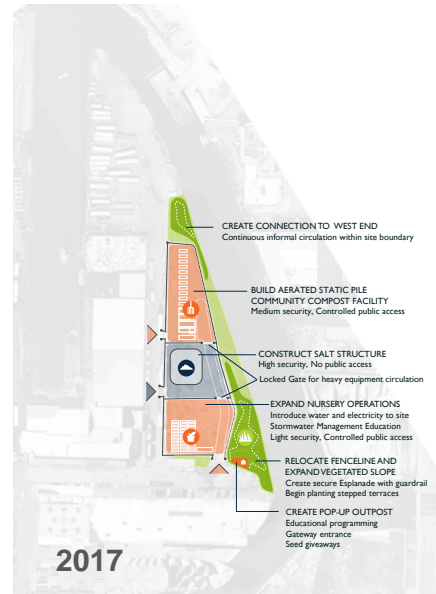 CREATE CONNECTION TO WEST END
Continuous informal circulation within site boundary
BUILD AERATED STATIC PILE
COMMUNITY COMPOST FACILITY
Medium security, Controlled public access
CONSTRUCT SALT STRUCTURE
High security, No public access
Locked Gate for heavy equipment circulation
EXPAND NURSERY OPERATIONS
Introduce water and electricity to site
Stormwater Management Education
Light security, Controlled public access
RELOCATE FENCELINE AND
EXPAND VEGETATED SLOPE
Create secure Esplanade with guardrail
Begin planting stepped terraces
CREATE POP-UP OUTPOST
Educational programming
Gateway entrance
Seed giveaways
2017